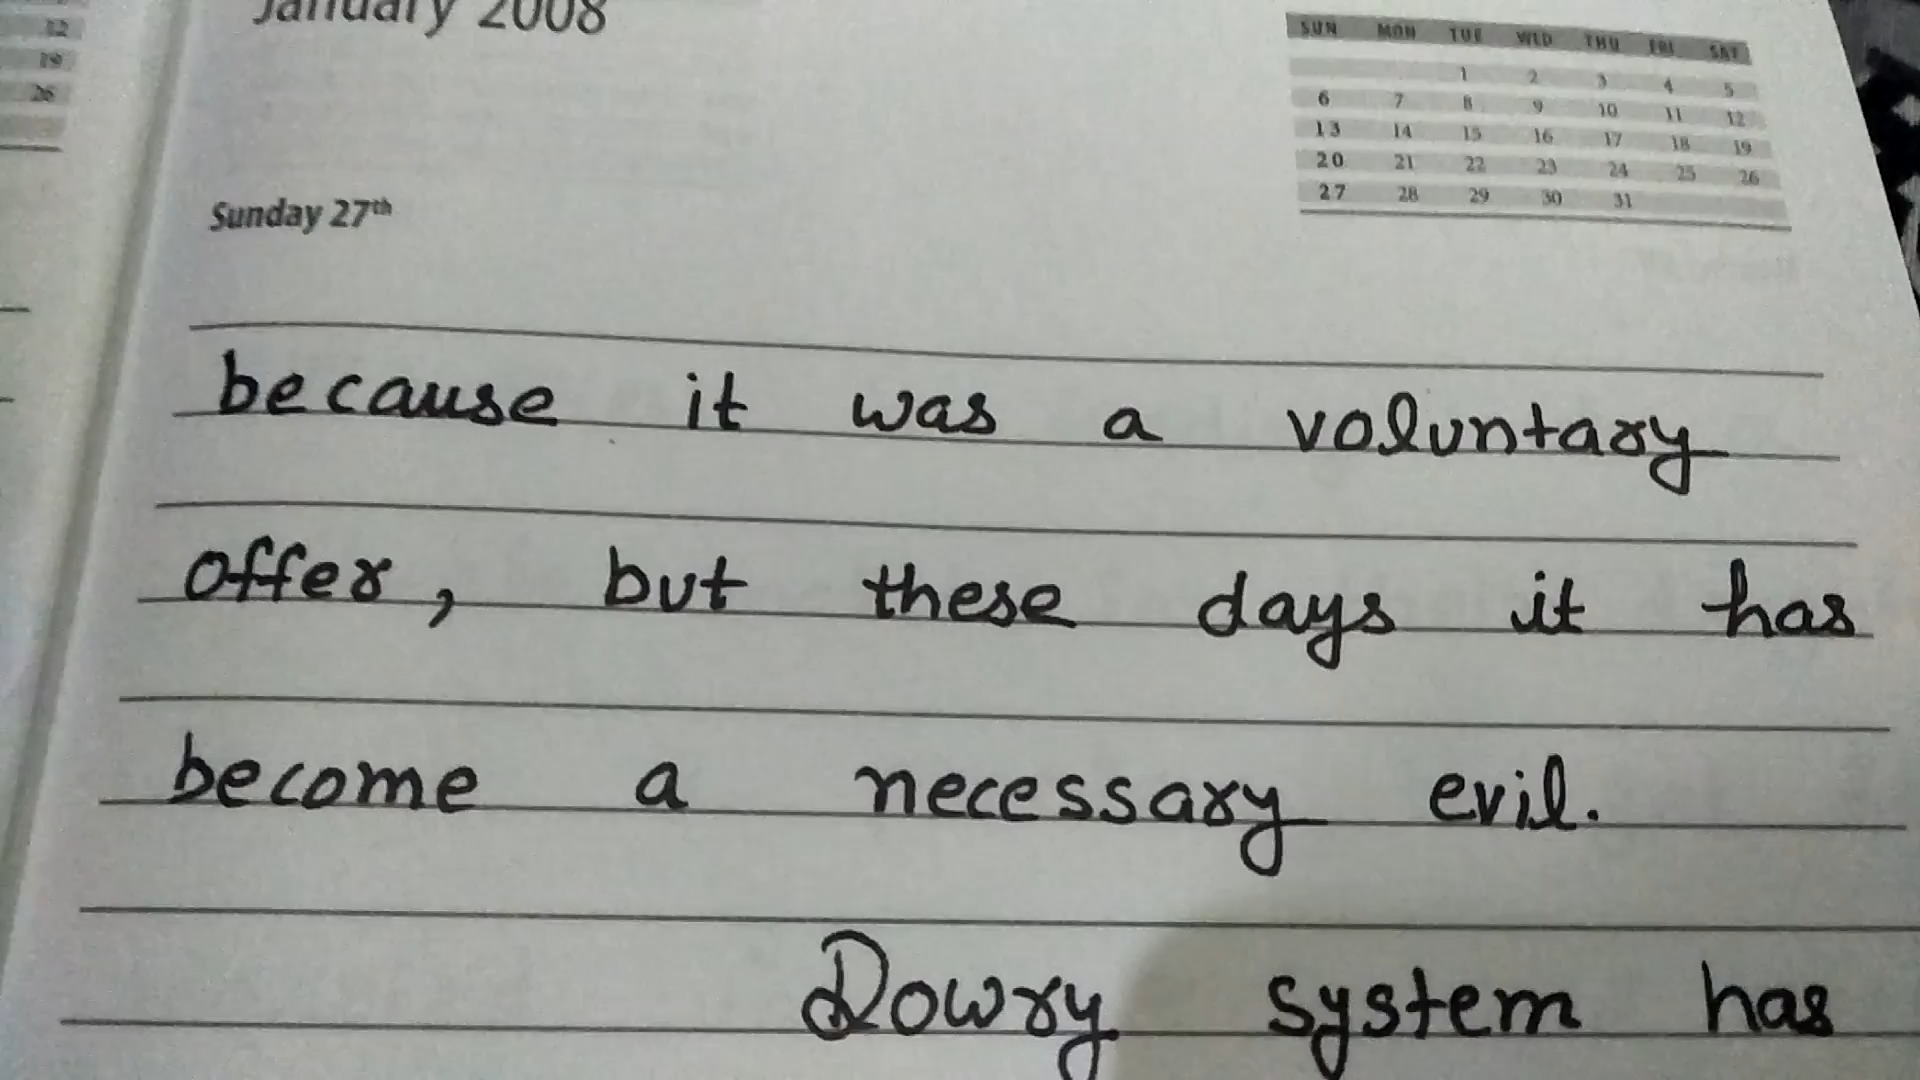 12
19
26
January 2008
SUN MON TUE WED THU FRI SAT
1 2 3 4 5
6 7 8 9 10 11 12
13 14 15 16 17 18 19
20 21 22 23 24 25 26
27 28 29 30 31
Sunday 27th
because it was a voluntary
offer, but these days it has
become a necessary evil.
Dowry system has